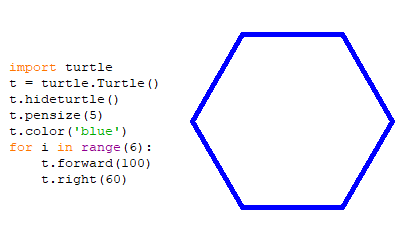 import turtle
t = turtle.Turtle()
t.hideturtle()
t.pensize(5)
t.color('blue')
for i in range(6):
    t.forward(100)
    t.right(60)